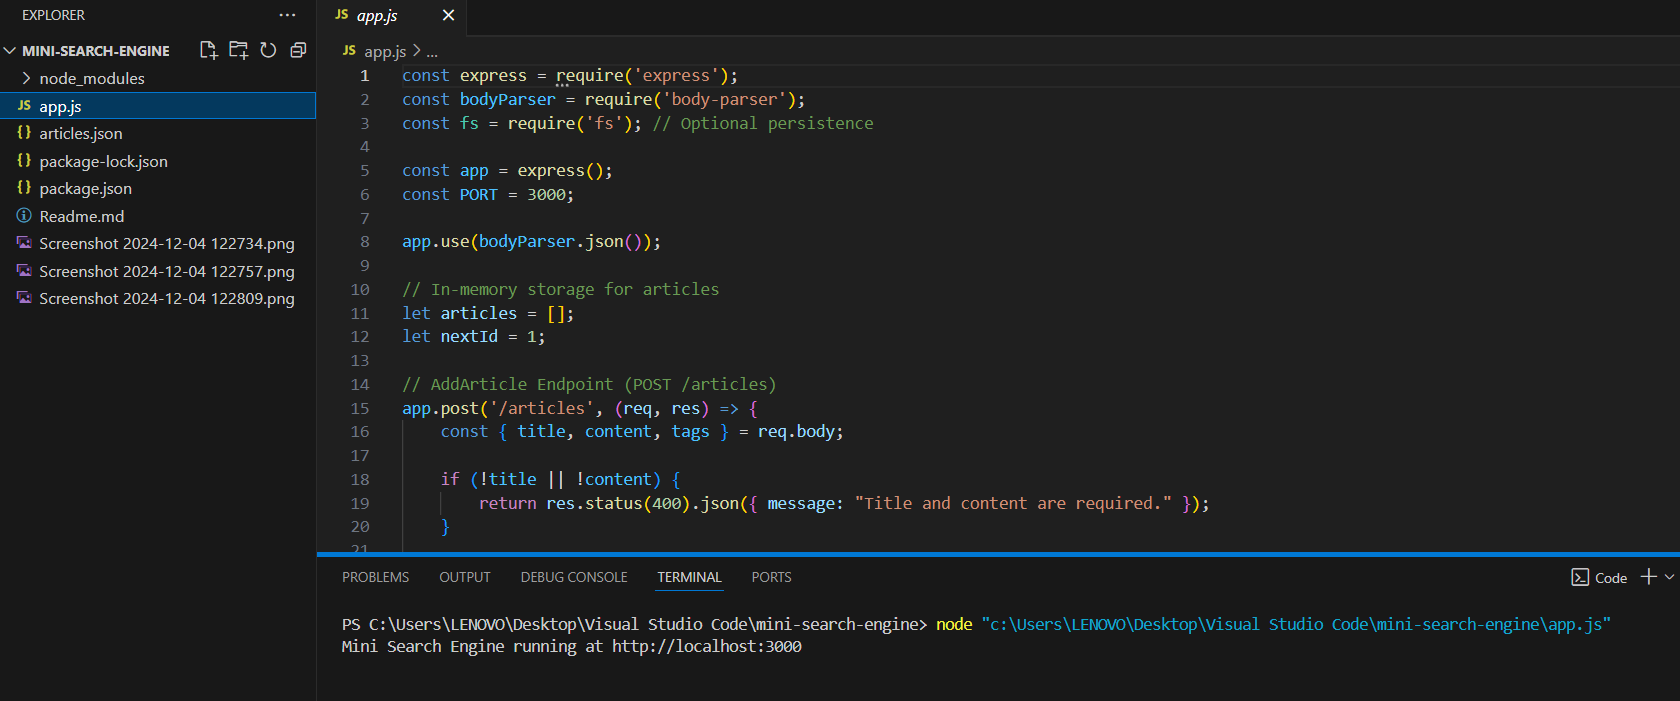 EXPLORER
MINI-SEARCH-ENGINE
node_modules
JS app.js
{} articles.json
{} package-lock.json
{} package.json
Readme.md
Screenshot 2024-12-04 122734.png
Screenshot 2024-12-04 122757.png
Screenshot 2024-12-04 122809.png
JS app.js
JS app.js > ...
1 const express = require('express');
2 const bodyParser = require('body-parser');
3 const fs = require('fs'); // Optional persistence
4
5 const app = express();
6 const PORT = 3000;
7
8 app.use(bodyParser.json());
9
10 // In-memory storage for articles
11 let articles = [];
12 let nextId = 1;
13
14 // AddArticle Endpoint (POST /articles)
15 app.post('/articles', (req, res) => {
16 const { title, content, tags } = req.body;
17
18 if (!title || !content) {
19 return res.status(400).json({ message: "Title and content are required." });
20 }
21
PROBLEMS OUTPUT DEBUG CONSOLE TERMINAL PORTS
Code
PS C:\Users\LENOVO\Desktop\Visual Studio Code\mini-search-engine> node "c:\Users\LENOVO\Desktop\Visual Studio Code\mini-search-engine\app.js"
Mini Search Engine running at http://localhost:3000